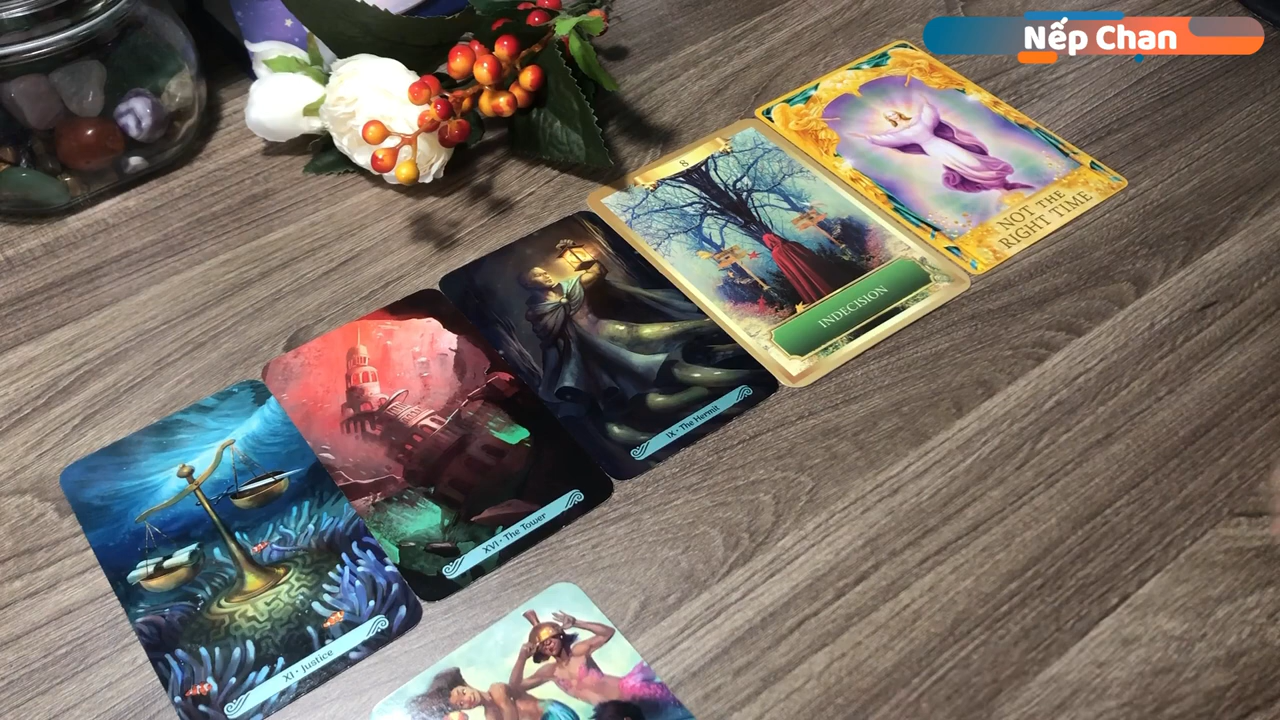 Nếp Chan
NOT THE
RIGHT TIME
8
INDECISION
IX • The Hermit
XVI • The Tower
XI • Justice